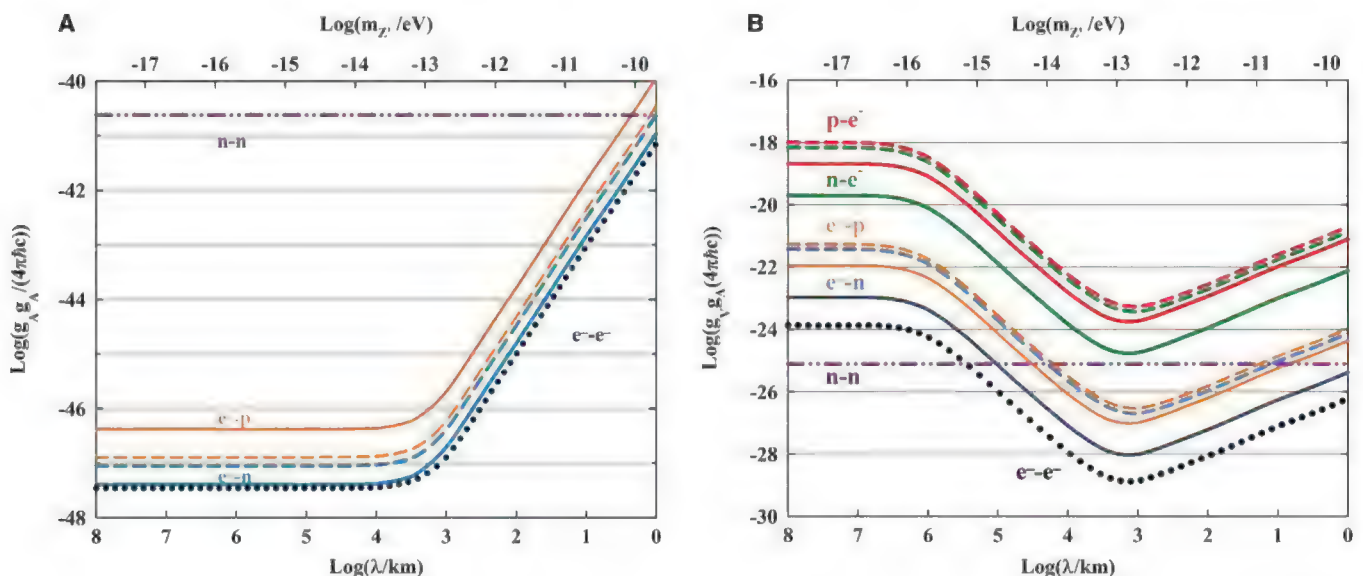 A
Log(m_Z' /eV)
-17 -16 -15 -14 -13 -12 -11 -10
Log(g_A g_A/(4πħc))
-40
-42
-44
-46
-48
n-n
e⁻-e⁻
e⁻-p
e⁻-n
8 7 6 5 4 3 2 1 0
Log(λ/km)
B
Log(m_Z' /eV)
-17 -16 -15 -14 -13 -12 -11 -10
Log(g_V g_A(4πħc))
-16
-18
-20
-22
-24
-26
-28
-30
p-e⁻
n-e⁻
e⁻-p
e⁻-n
n-n
e⁻-e⁻
8 7 6 5 4 3 2 1 0
Log(λ/km)